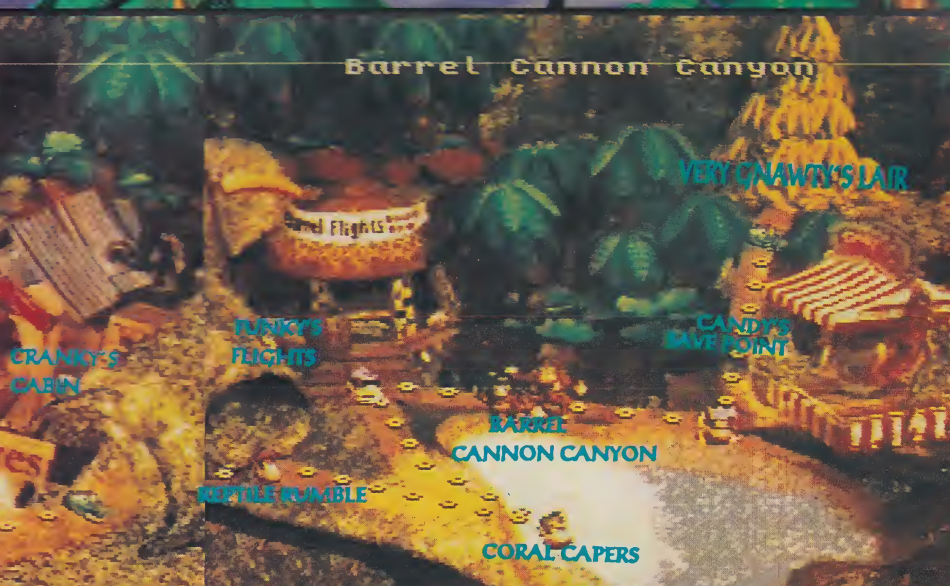 Barrel Cannon Canyon
VERY GNAWTY'S LAIR
Flights
FUNKY'S
FLIGHTS
CANDY'S
SAVE POINT
CRANKY'S
CABIN
BARREL
CANNON CANYON
REPTILE RUMBLE
CORAL CAPERS